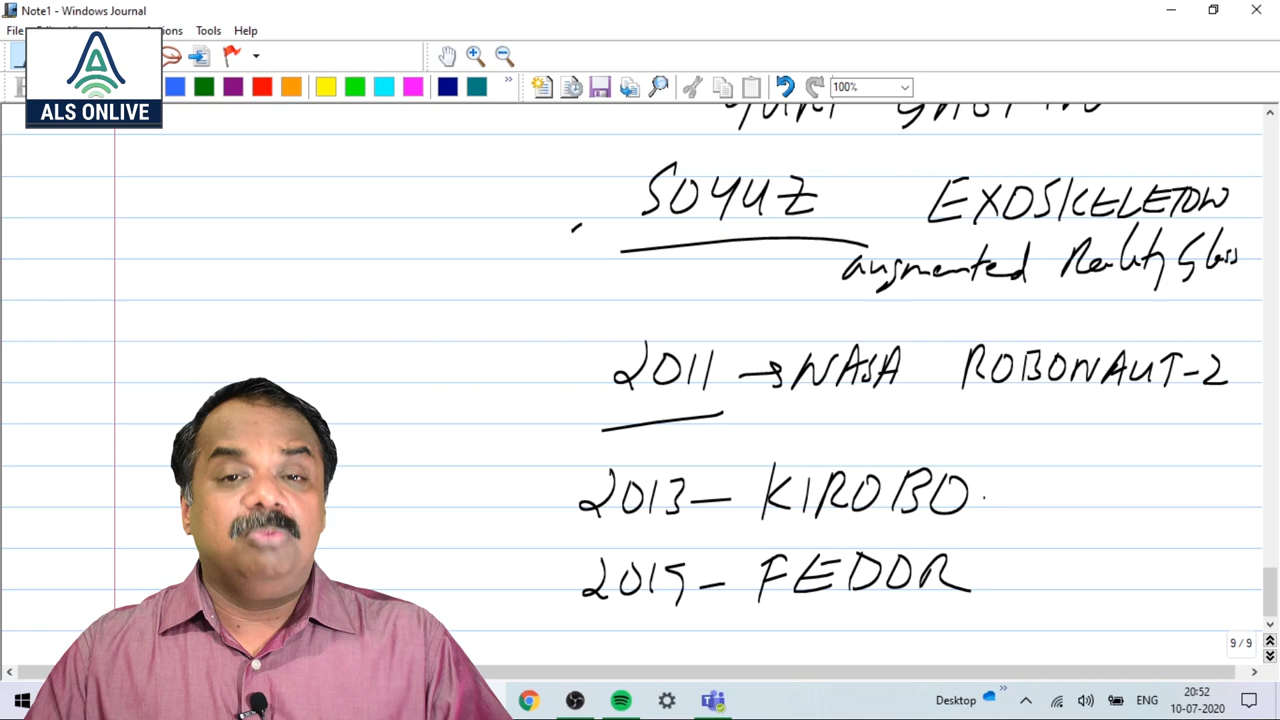 Note1 - Windows Journal
File Tools Help
ALS ONLIVE
100%
SOYUZ EXOSKELETON
augmented Reality Glass
2011 → NASA ROBONAUT-2
2013 - KIROBO
2019 - FEDOR
9 / 9
Desktop ENG 20:52
10-07-2020